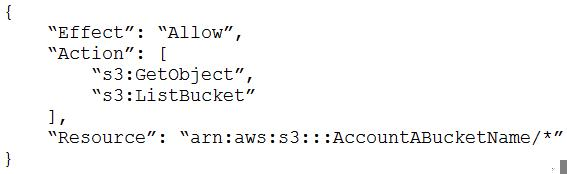 {
    “Effect”: “Allow”,
    “Action”: [
        “s3:GetObject”,
        “s3:ListBucket”
    ],
    “Resource”: “arn:aws:s3:::AccountABucketName/*”
}